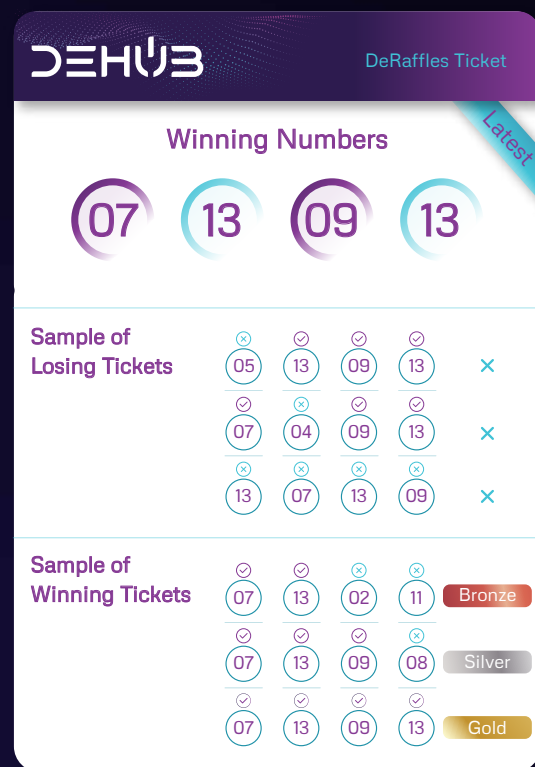 DEHUB
DeRaffles Ticket
Latest
Winning Numbers
07 13 09 13
Sample of
Losing Tickets
05 13 09 13
07 04 09 13
13 07 13 09
Sample of
Winning Tickets
07 13 02 11 Bronze
07 13 09 08 Silver
07 13 09 13 Gold